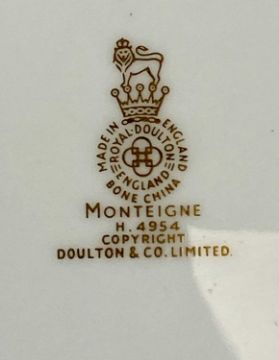 MADE IN ENGLAND
ROYAL·DOULTON
ENGLAND
BONE CHINA
MONTEIGNE
H. 4954
COPYRIGHT
DOULTON & CO. LIMITED.